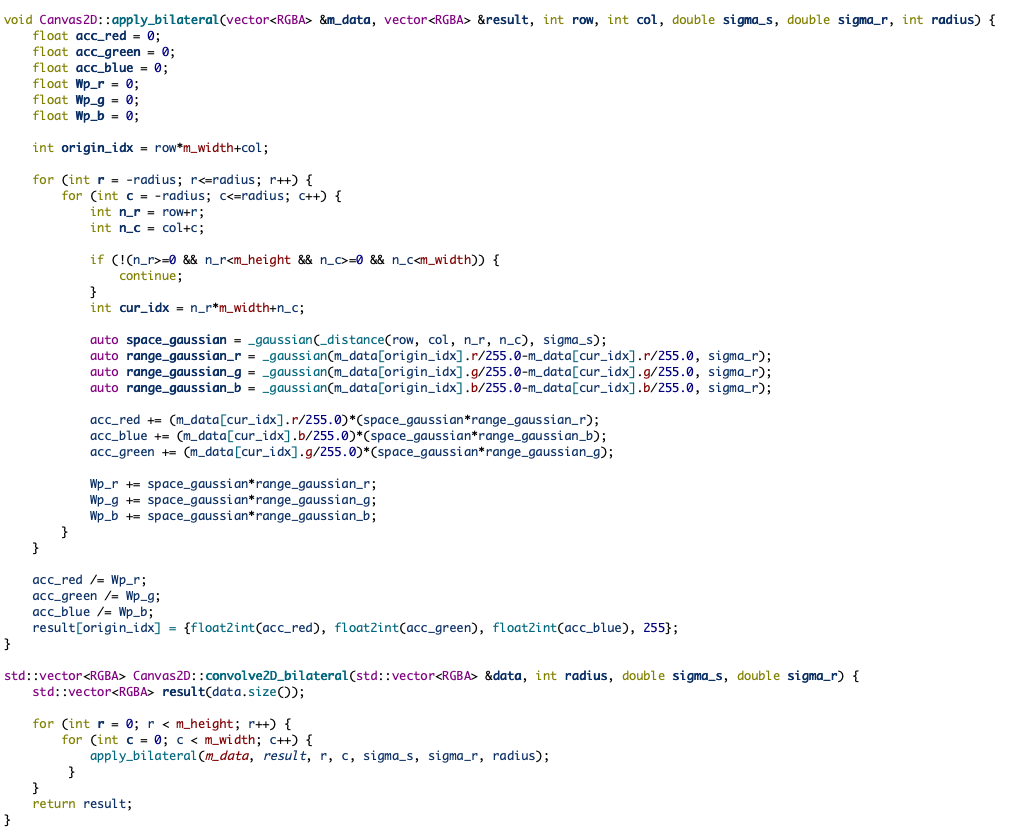 void Canvas2D::apply_bilateral(vector<RGBA> &m_data, vector<RGBA> &result, int row, int col, double sigma_s, double sigma_r, int radius) {
    float acc_red = 0;
    float acc_green = 0;
    float acc_blue = 0;
    float Wp_r = 0;
    float Wp_g = 0;
    float Wp_b = 0;

    int origin_idx = row*m_width+col;

    for (int r = -radius; r<=radius; r++) {
        for (int c = -radius; c<=radius; c++) {
            int n_r = row+r;
            int n_c = col+c;

            if (!(n_r>=0 && n_r<m_height && n_c>=0 && n_c<m_width)) {
                continue;
            }
            int cur_idx = n_r*m_width+n_c;

            auto space_gaussian = _gaussian(_distance(row, col, n_r, n_c), sigma_s);
            auto range_gaussian_r = _gaussian(m_data[origin_idx].r/255.0-m_data[cur_idx].r/255.0, sigma_r);
            auto range_gaussian_g = _gaussian(m_data[origin_idx].g/255.0-m_data[cur_idx].g/255.0, sigma_r);
            auto range_gaussian_b = _gaussian(m_data[origin_idx].b/255.0-m_data[cur_idx].b/255.0, sigma_r);

            acc_red += (m_data[cur_idx].r/255.0)*(space_gaussian*range_gaussian_r);
            acc_blue += (m_data[cur_idx].b/255.0)*(space_gaussian*range_gaussian_b);
            acc_green += (m_data[cur_idx].g/255.0)*(space_gaussian*range_gaussian_g);

            Wp_r += space_gaussian*range_gaussian_r;
            Wp_g += space_gaussian*range_gaussian_g;
            Wp_b += space_gaussian*range_gaussian_b;
        }
    }

    acc_red /= Wp_r;
    acc_green /= Wp_g;
    acc_blue /= Wp_b;
    result[origin_idx] = {float2int(acc_red), float2int(acc_green), float2int(acc_blue), 255};
}

std::vector<RGBA> Canvas2D::convolve2D_bilateral(std::vector<RGBA> &data, int radius, double sigma_s, double sigma_r) {
    std::vector<RGBA> result(data.size());

    for (int r = 0; r < m_height; r++) {
        for (int c = 0; c < m_width; c++) {
            apply_bilateral(m_data, result, r, c, sigma_s, sigma_r, radius);
         }
    }
    return result;
}